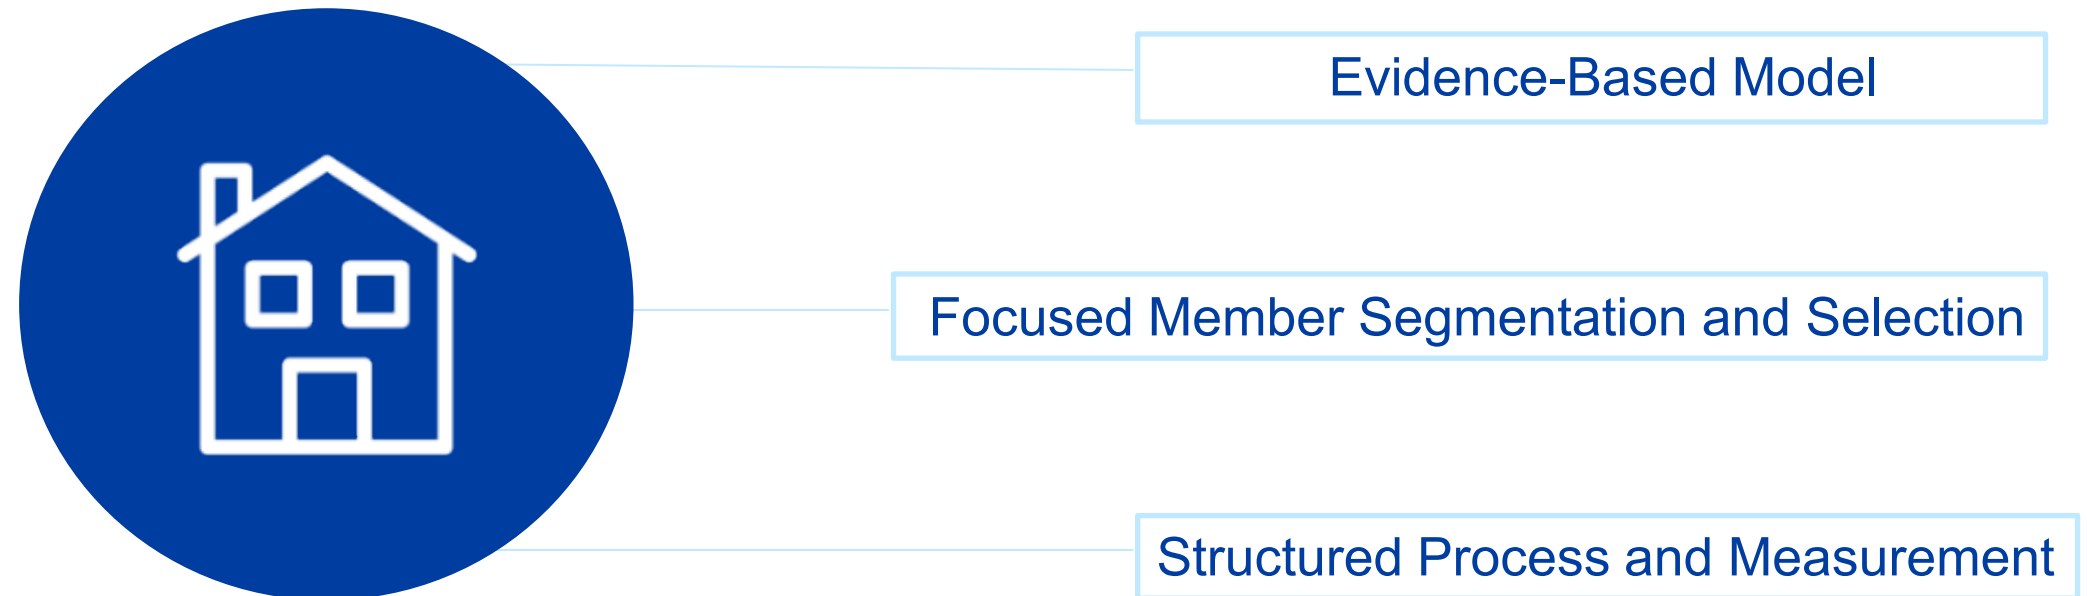 Evidence-Based Model
Focused Member Segmentation and Selection
Structured Process and Measurement